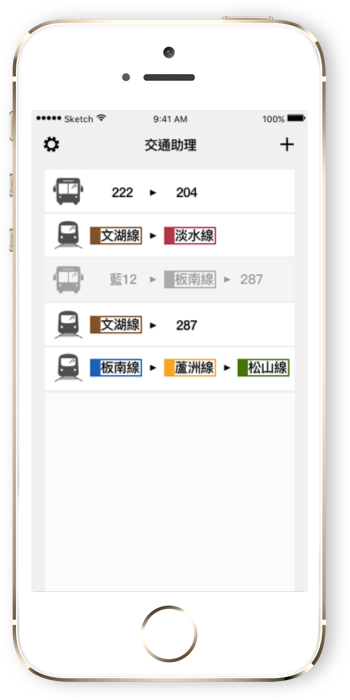 Sketch 9:41 AM 100%
交通助理
222 ▸ 204
文湖線 ▸ 淡水線
藍12 ▸ 板南線 ▸ 287
文湖線 ▸ 287
板南線 ▸ 蘆洲線 ▸ 松山線